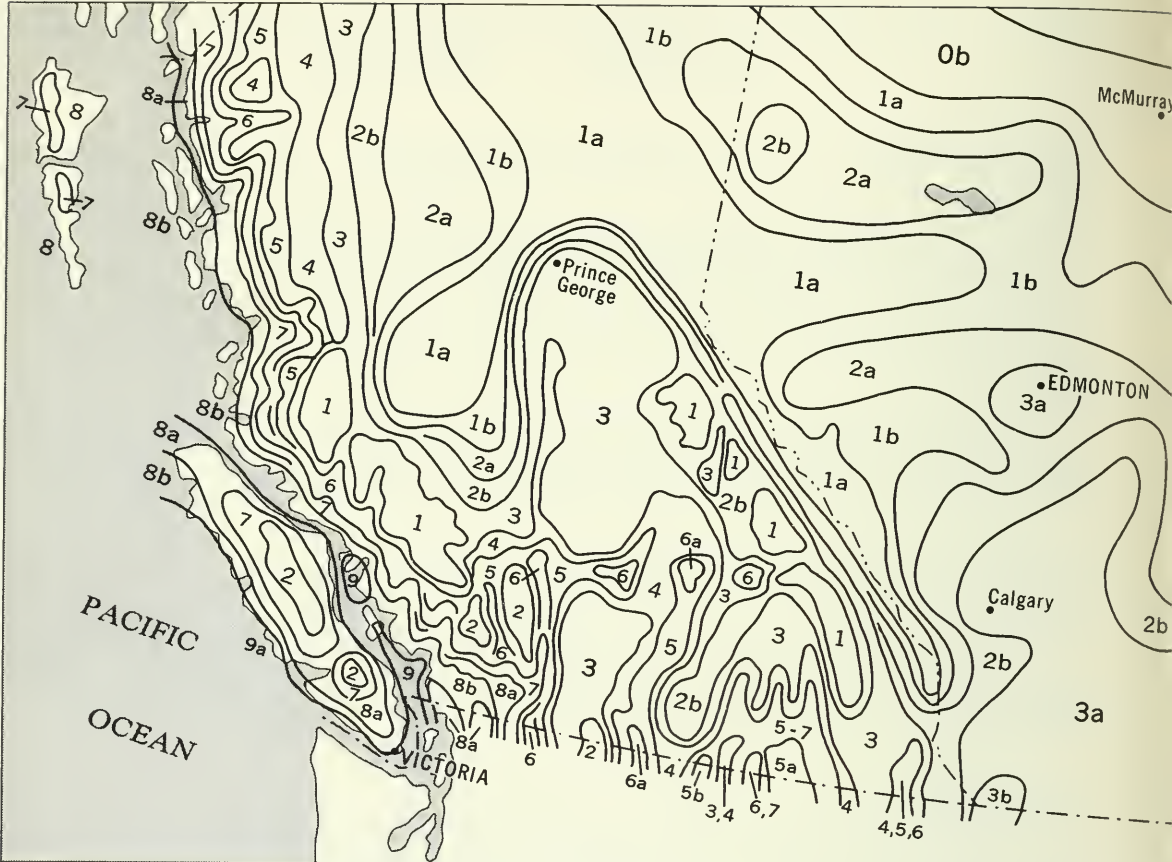 7
5
4
3
1b
0b
4
8a
1a
McMurray
7
8
6
2b
1b
1a
2b
2a
7
8b
5
3
2a
8
4
1a
1b
Prince
George
7
1a
2a
EDMONTON
3a
5
1
3
1
8b
1b
1b
8a
2a
3
1
1a
8b
6
2b
2b
7
7
1
3
1
4
6a
2
9
5
6
5
6
4
3
6
Calgary
PACIFIC
2
2
3
1
2b
9a
6
5
2b
2
9
3
7
8b
8a
7
2b
8a
3a
OCEAN
5-7
3
8a
6
2
4
5a
VICTORIA
6a
5b
3,4
6,7
4
3b
4,5,6